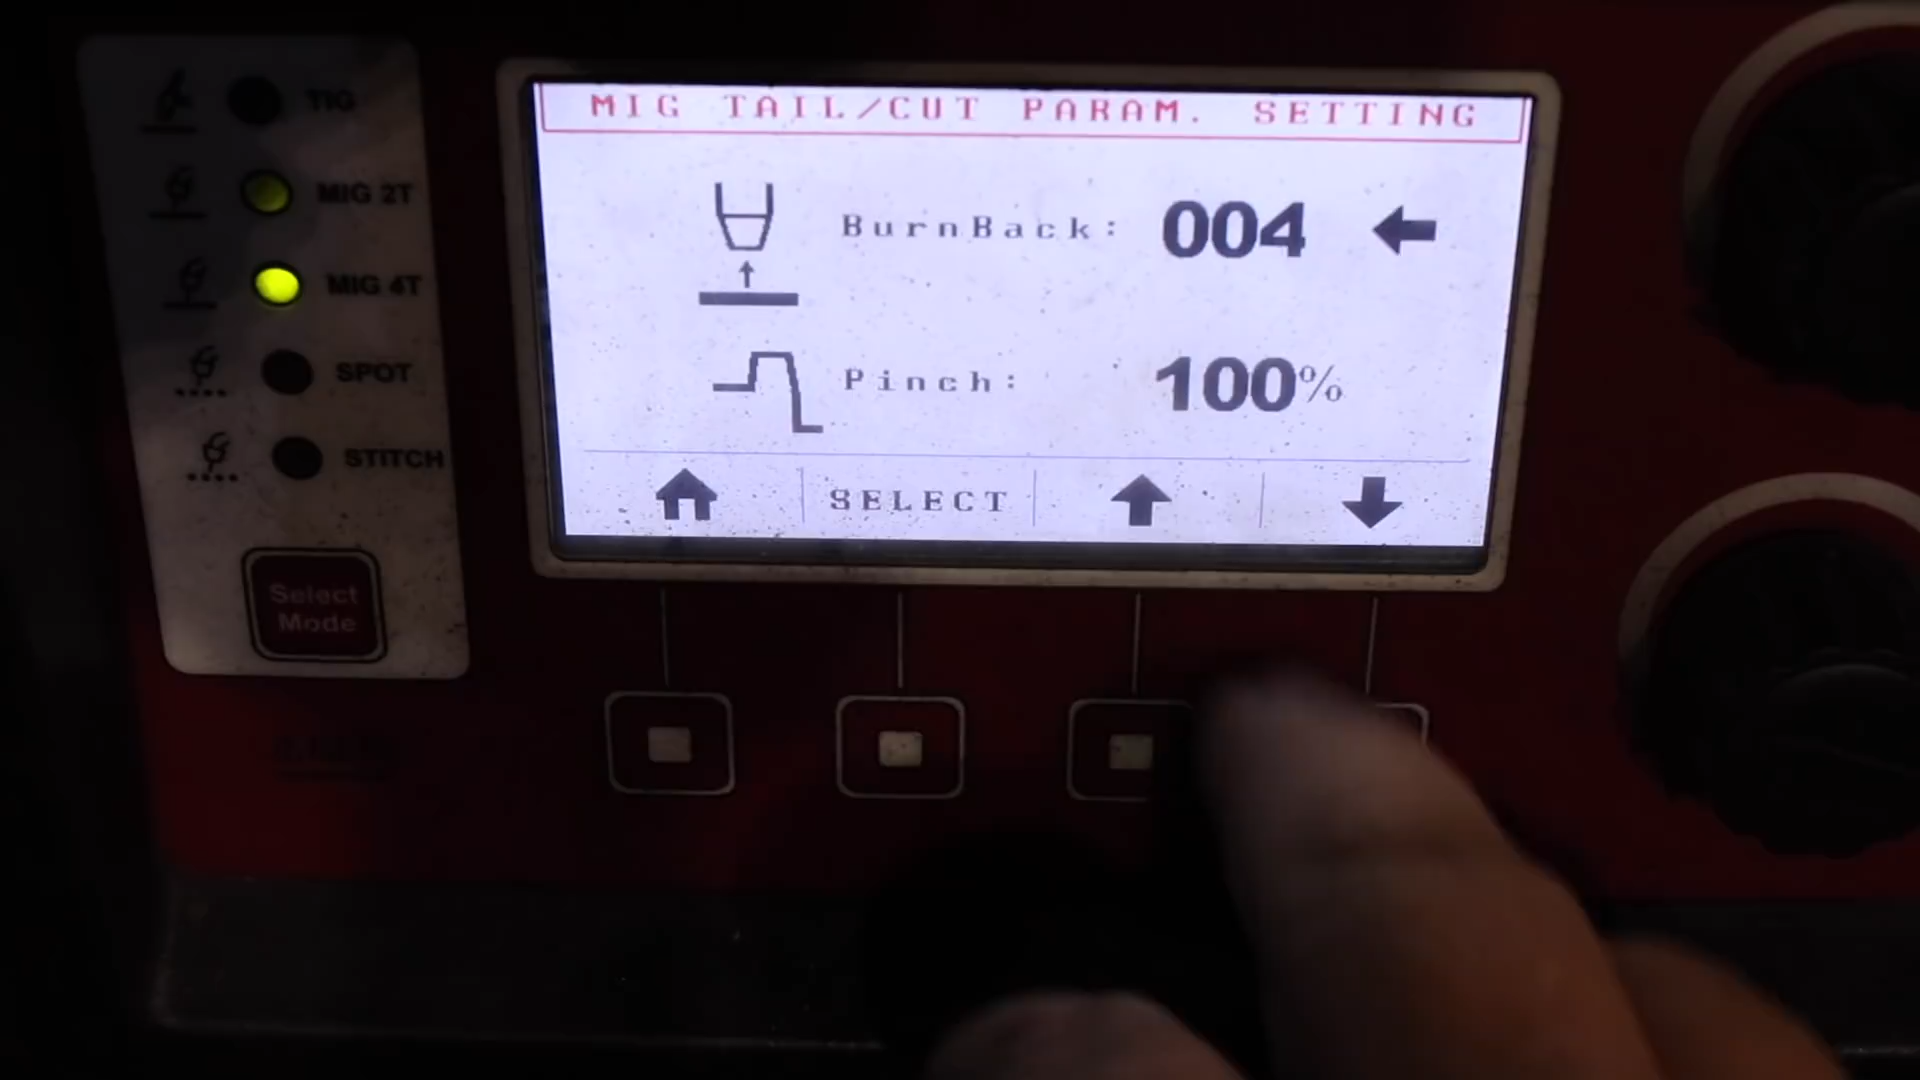 TIG
MIG 2T
MIG 4T
SPOT
STITCH
Select
Mode
MIG TAIL/CUT PARAM. SETTING
BurnBack: 004
Pinch: 100%
SELECT